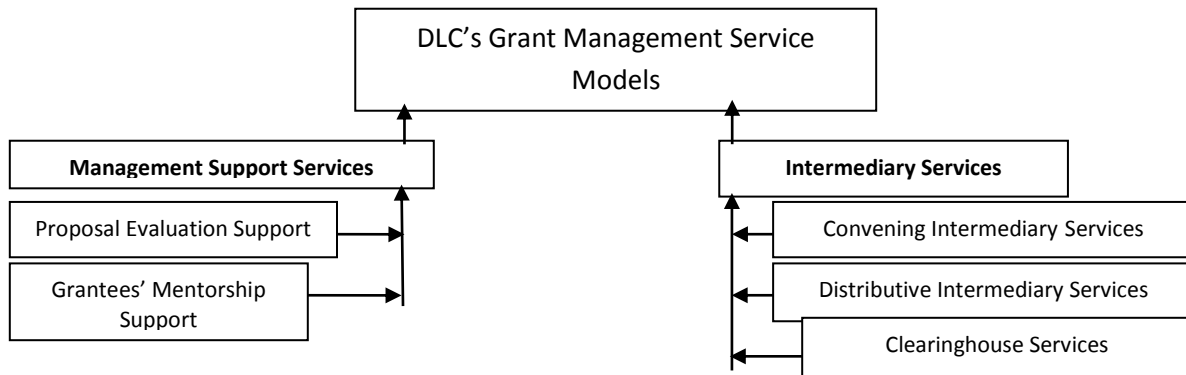 DLC’s Grant Management Service
Models
Management Support Services
Intermediary Services
Proposal Evaluation Support
Convening Intermediary Services
Grantees’ Mentorship
Support
Distributive Intermediary Services
Clearinghouse Services